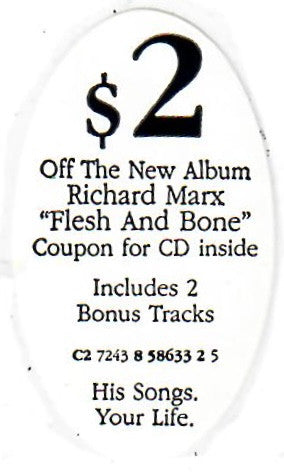 $2
Off The New Album
Richard Marx
“Flesh And Bone”
Coupon for CD inside
Includes 2
Bonus Tracks
C2 7243 8 58633 2 5
His Songs.
Your Life.